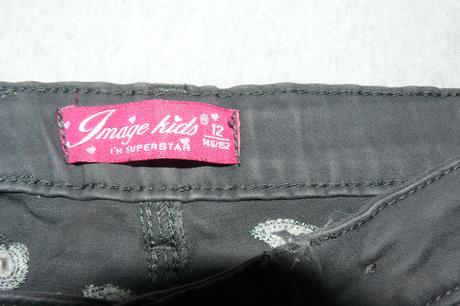 Image kids ® 12
I'M SUPERSTAR 146/152